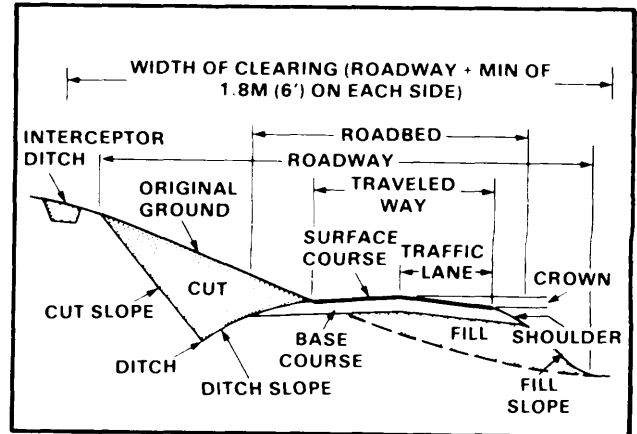 WIDTH OF CLEARING (ROADWAY + MIN OF
1.8M (6') ON EACH SIDE)
INTERCEPTOR
DITCH
ROADBED
ROADWAY
ORIGINAL
GROUND
TRAVELED
WAY
SURFACE
COURSE
TRAFFIC
LANE
CROWN
CUT
CUT SLOPE
BASE
COURSE
FILL
SHOULDER
DITCH
DITCH SLOPE
FILL
SLOPE